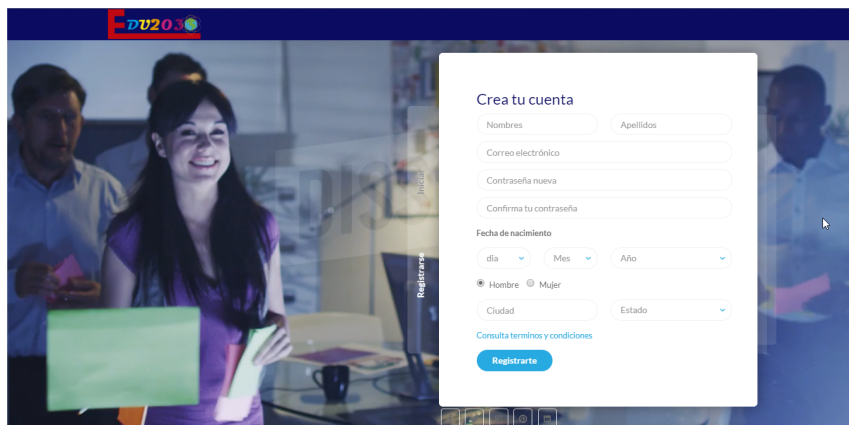 EDU2030
Crea tu cuenta
Nombres Apellidos
Correo electrónico
Contraseña nueva
Confirma tu contraseña
Fecha de nacimiento
dia Mes Año
Hombre Mujer
Ciudad Estado
Consulta terminos y condiciones
Registrarte
Iniciar
Registrarse